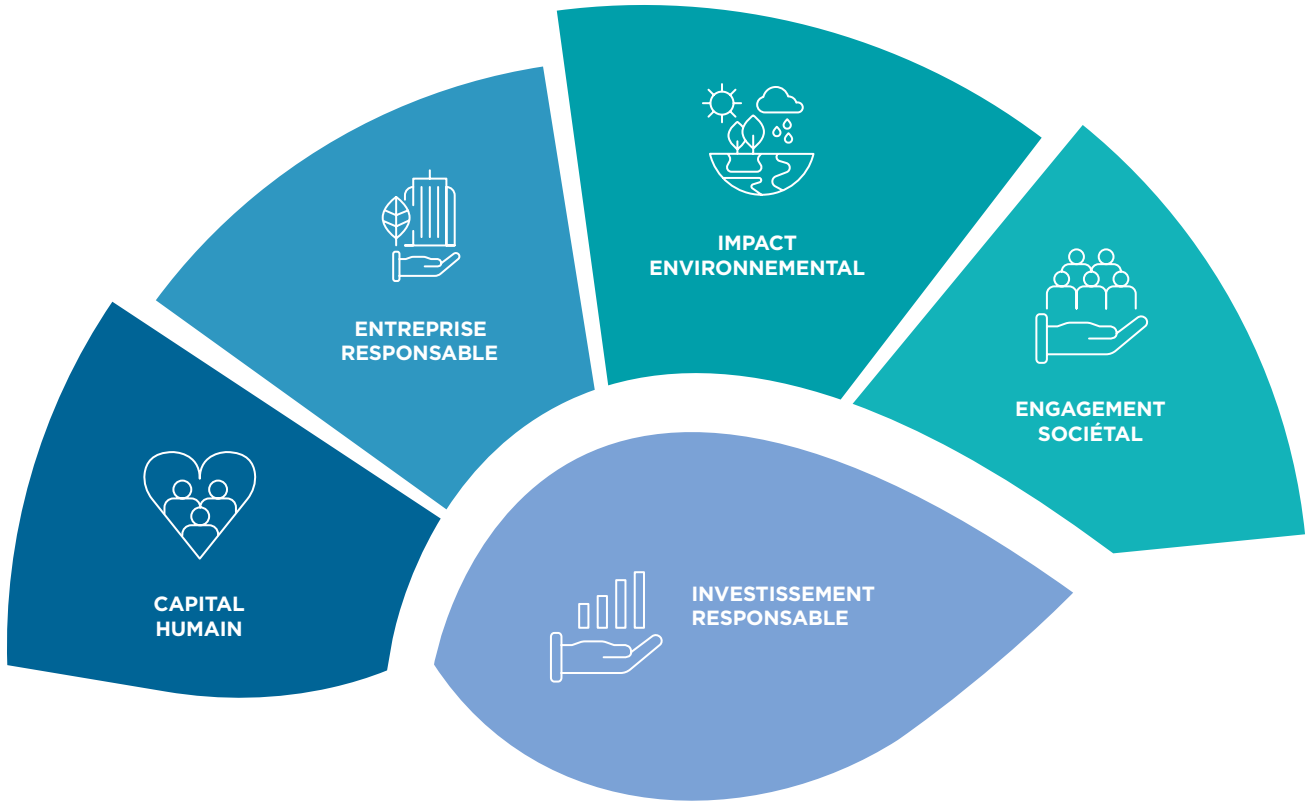 CAPITAL
HUMAIN
ENTREPRISE
RESPONSABLE
IMPACT
ENVIRONNEMENTAL
ENGAGEMENT
SOCIÉTAL
INVESTISSEMENT
RESPONSABLE